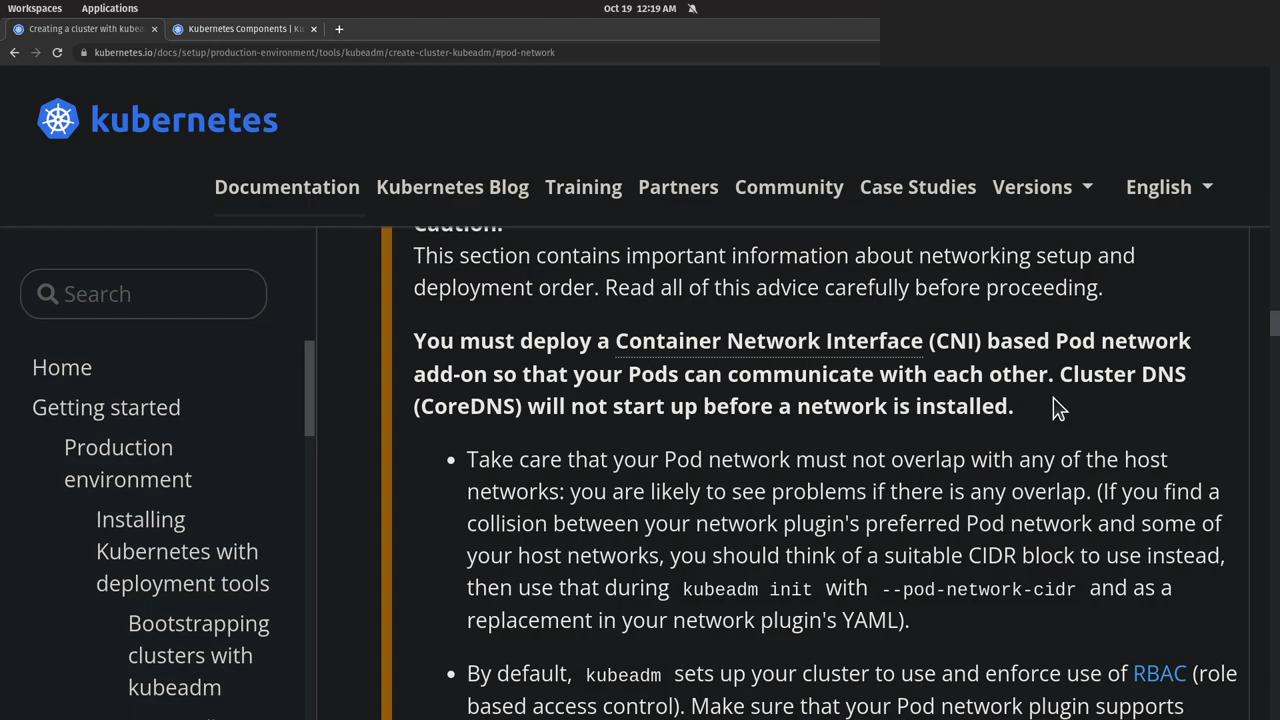 Workspaces Applications Oct 19 12:19 AM
Creating a cluster with kubea Kubernetes Components | Ku
kubernetes.io/docs/setup/production-environment/tools/kubeadm/create-cluster-kubeadm/#pod-network
kubernetes
Documentation Kubernetes Blog Training Partners Community Case Studies Versions English
Search
Home
Getting started
Production
environment
Installing
Kubernetes with
deployment tools
Bootstrapping
clusters with
kubeadm
Caution:
This section contains important information about networking setup and
deployment order. Read all of this advice carefully before proceeding.
You must deploy a Container Network Interface (CNI) based Pod network
add-on so that your Pods can communicate with each other. Cluster DNS
(CoreDNS) will not start up before a network is installed.
• Take care that your Pod network must not overlap with any of the host
networks: you are likely to see problems if there is any overlap. (If you find a
collision between your network plugin's preferred Pod network and some of
your host networks, you should think of a suitable CIDR block to use instead,
then use that during kubeadm init with --pod-network-cidr and as a
replacement in your network plugin's YAML).
• By default, kubeadm sets up your cluster to use and enforce use of RBAC (role
based access control). Make sure that your Pod network plugin supports